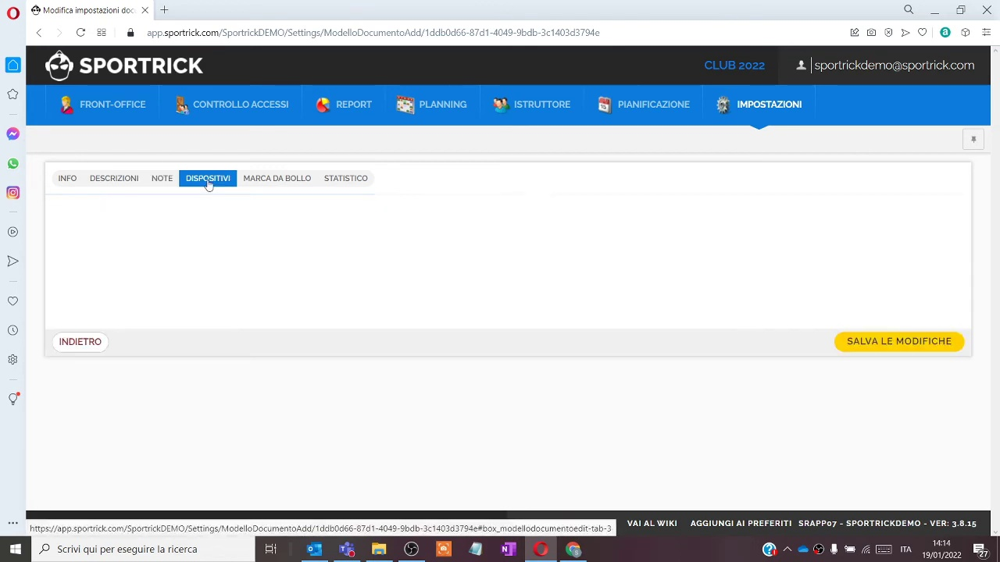 Modifica impostazioni doc
app.sportrick.com/SportrickDEMO/Settings/ModelloDocumentoAdd/1ddb0d66-87d1-4049-9bdb-3c1403d3794e
SPORTRICK
CLUB 2022
sportrickdemo@sportrick.com
FRONT-OFFICE
CONTROLLO ACCESSI
REPORT
PLANNING
ISTRUTTORE
PIANIFICAZIONE
IMPOSTAZIONI
INFO
DESCRIZIONI
NOTE
DISPOSITIVI
MARCA DA BOLLO
STATISTICO
INDIETRO
SALVA LE MODIFICHE
VAI AL WIKI
AGGIUNGI AI PREFERITI
SRAPP07 - SPORTRICKDEMO - VER: 3.8.15
https://app.sportrick.com/SportrickDEMO/Settings/ModelloDocumentoAdd/1ddb0d66-87d1-4049-9bdb-3c1403d3794e#box_modellodocumentoedit-tab-3
Scrivi qui per eseguire la ricerca
ITA
14:14
19/01/2022
27